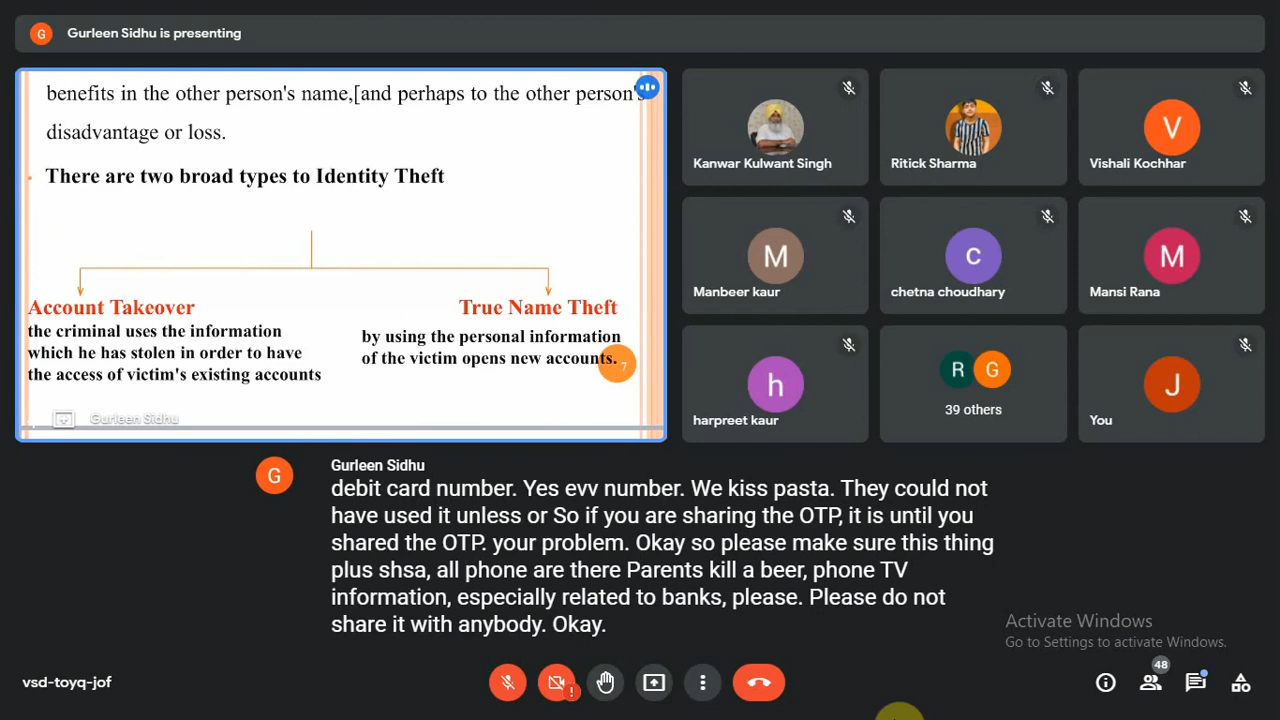 G Gurleen Sidhu is presenting
benefits in the other person's name,[and perhaps to the other person's
disadvantage or loss.
There are two broad types to Identity Theft
Account Takeover
the criminal uses the information
which he has stolen in order to have
the access of victim's existing accounts
True Name Theft
by using the personal information
of the victim opens new accounts.
7
Gurleen Sidhu
Kanwar Kulwant Singh
Ritick Sharma
V
Vishali Kochhar
M
Manbeer kaur
c
chetna choudhary
M
Mansi Rana
h
harpreet kaur
R G
39 others
J
You
G
Gurleen Sidhu
debit card number. Yes evv number. We kiss pasta. They could not
have used it unless or So if you are sharing the OTP, it is until you
shared the OTP. your problem. Okay so please make sure this thing
plus shsa, all phone are there Parents kill a beer, phone TV
information, especially related to banks, please. Please do not
share it with anybody. Okay.
Activate Windows
Go to Settings to activate Windows.
vsd-toyq-jof
!
48